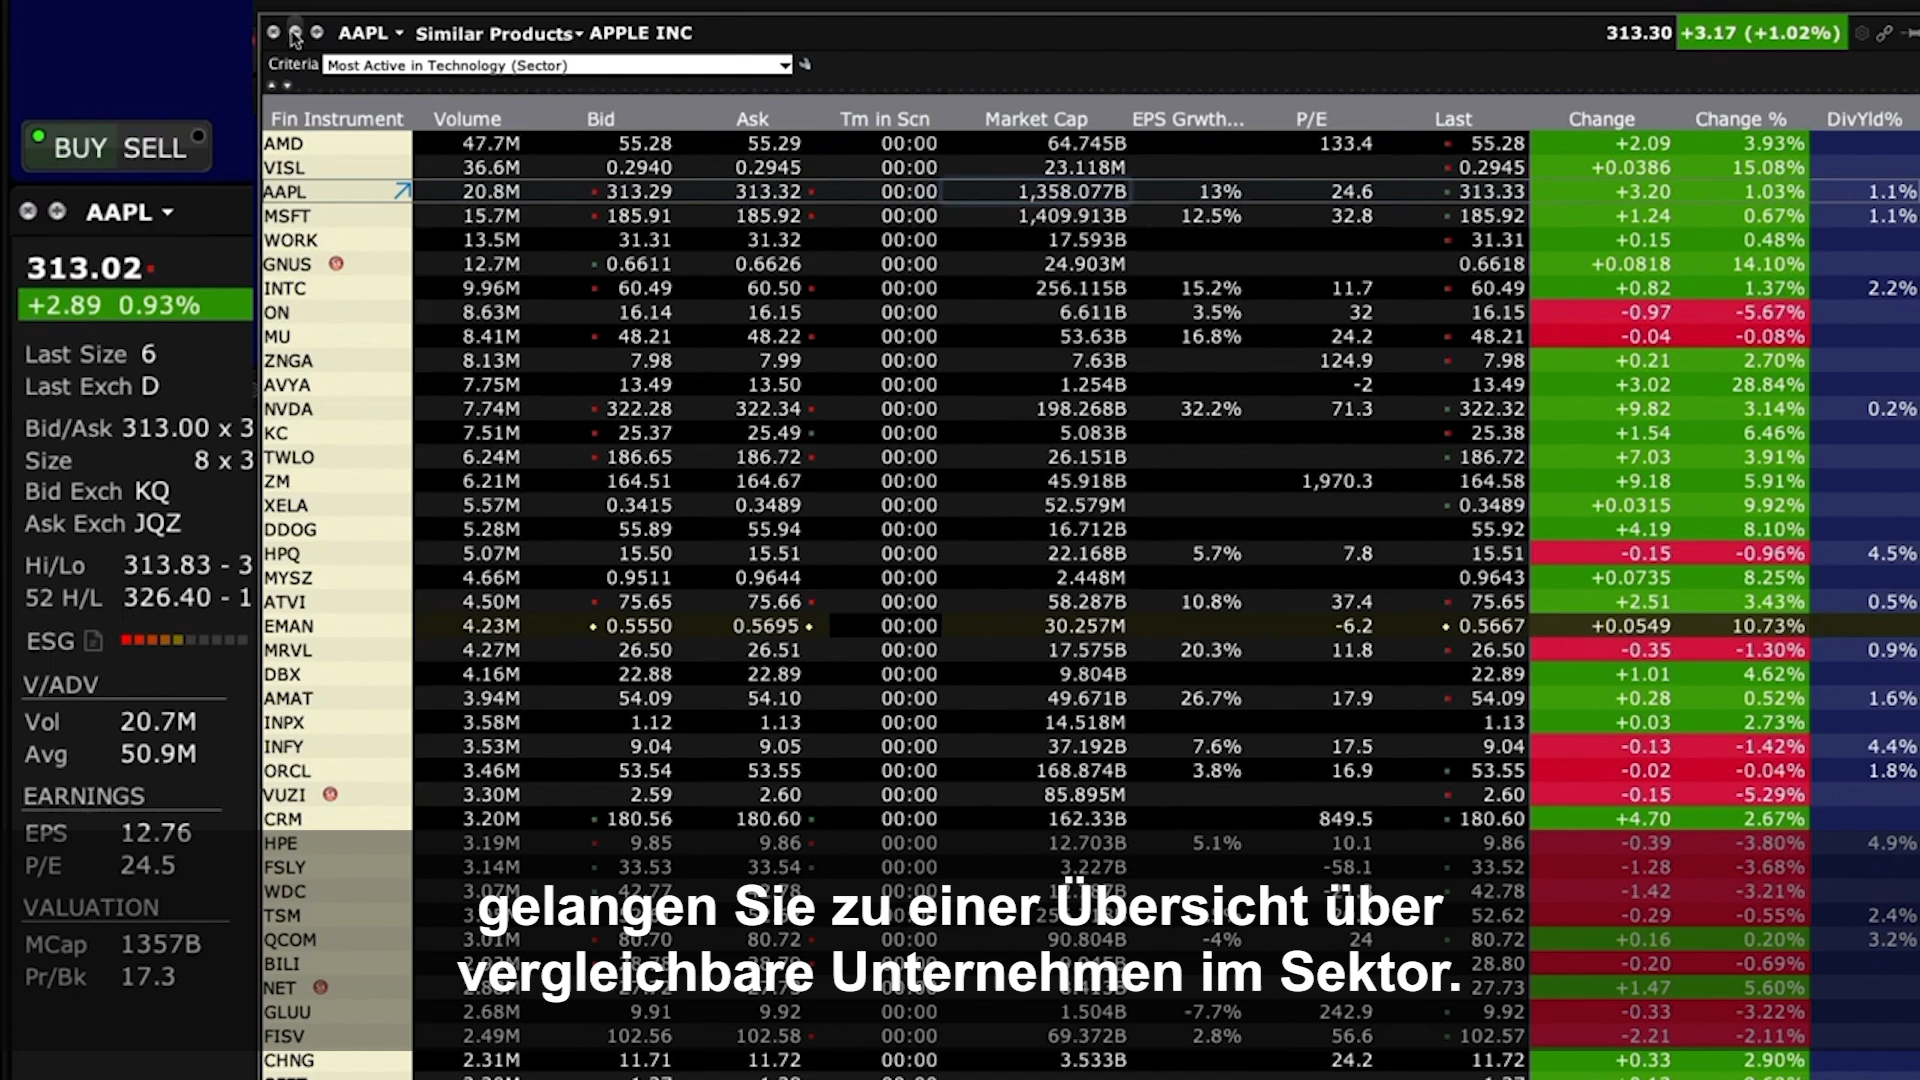 AAPL Similar Products APPLE INC 313.30 +3.17 (+1.02%)
Criteria Most Active in Technology (Sector)
BUY SELL
AAPL
313.02
+2.89 0.93%
Last Size 6
Last Exch D
Bid/Ask 313.00 x 3
Size 8 x 3
Bid Exch KQ
Ask Exch JQZ
Hi/Lo 313.83 - 3
52 H/L 326.40 - 1
ESG
V/ADV
Vol 20.7M
Avg 50.9M
EARNINGS
EPS 12.76
P/E 24.5
VALUATION
MCap 1357B
Pr/Bk 17.3
Fin Instrument Volume Bid Ask Tm in Scn Market Cap EPS Grwth... P/E Last Change Change % DivYld%
AMD 47.7M 55.28 55.29 00:00 64.745B 133.4 55.28 +2.09 3.93%
VISL 36.6M 0.2940 0.2945 00:00 23.118M 0.2945 +0.0386 15.08%
AAPL 20.8M 313.29 313.32 00:00 1,358.077B 13% 24.6 313.33 +3.20 1.03% 1.1%
MSFT 15.7M 185.91 185.92 00:00 1,409.913B 12.5% 32.8 185.92 +1.24 0.67% 1.1%
WORK 13.5M 31.31 31.32 00:00 17.593B 31.31 +0.15 0.48%
GNUS 12.7M 0.6611 0.6626 00:00 24.903M 0.6618 +0.0818 14.10%
INTC 9.96M 60.49 60.50 00:00 256.115B 15.2% 11.7 60.49 +0.82 1.37% 2.2%
ON 8.63M 16.14 16.15 00:00 6.611B 3.5% 32 16.15 -0.97 -5.67%
MU 8.41M 48.21 48.22 00:00 53.63B 16.8% 24.2 48.21 -0.04 -0.08%
ZNGA 8.13M 7.98 7.99 00:00 7.63B 124.9 7.98 +0.21 2.70%
AVYA 7.75M 13.49 13.50 00:00 1.254B -2 13.49 +3.02 28.84%
NVDA 7.74M 322.28 322.34 00:00 198.268B 32.2% 71.3 322.32 +9.82 3.14% 0.2%
KC 7.51M 25.37 25.49 00:00 5.083B 25.38 +1.54 6.46%
TWLO 6.24M 186.65 186.72 00:00 26.151B 186.72 +7.03 3.91%
ZM 6.21M 164.51 164.67 00:00 45.918B 1,970.3 164.58 +9.18 5.91%
XELA 5.57M 0.3415 0.3489 00:00 52.579M 0.3489 +0.0315 9.92%
DDOG 5.28M 55.89 55.94 00:00 16.712B 55.92 +4.19 8.10%
HPQ 5.07M 15.50 15.51 00:00 22.168B 5.7% 7.8 15.51 -0.15 -0.96% 4.5%
MYSZ 4.66M 0.9511 0.9644 00:00 2.448M 0.9643 +0.0735 8.25%
ATVI 4.50M 75.65 75.66 00:00 58.287B 10.8% 37.4 75.65 +2.51 3.43% 0.5%
EMAN 4.23M 0.5550 0.5695 00:00 30.257M -6.2 0.5667 +0.0549 10.73%
MRVL 4.27M 26.50 26.51 00:00 17.575B 20.3% 11.8 26.50 -0.35 -1.30% 0.9%
DBX 4.16M 22.88 22.89 00:00 9.804B 22.89 +1.01 4.62%
AMAT 3.94M 54.09 54.10 00:00 49.671B 26.7% 17.9 54.09 +0.28 0.52% 1.6%
INPX 3.58M 1.12 1.13 00:00 14.518M 1.13 +0.03 2.73%
INFY 3.53M 9.04 9.05 00:00 37.192B 7.6% 17.5 9.04 -0.13 -1.42% 4.4%
ORCL 3.46M 53.54 53.55 00:00 168.874B 3.8% 16.9 53.55 -0.02 -0.04% 1.8%
VUZI 3.30M 2.59 2.60 00:00 85.895M 2.60 -0.15 -5.29%
CRM 3.20M 180.56 180.60 00:00 162.33B 849.5 180.60 +4.70 2.67%
HPE 3.19M 9.85 9.86 00:00 12.703B 5.1% 10.1 9.86 -0.39 -3.80% 4.9%
FSLY 3.14M 33.53 33.54 00:00 3.227B -58.1 33.52 -1.28 -3.68%
WDC 3.07M 42.78 -1.42 -3.21%
TSM 52.62 -0.29 -0.55% 2.4%
QCOM 3.01M 80.70 80.72 00:00 90.804B -4% 24 80.72 +0.16 0.20% 3.2%
BILI 28.80 -0.20 -0.69%
NET 27.73 +1.47 5.60%
GLUU 2.68M 9.91 9.92 00:00 1.504B -7.7% 242.9 9.92 -0.33 -3.22%
FISV 2.49M 102.56 102.58 00:00 69.372B 2.8% 56.6 102.57 -2.21 -2.11%
CHNG 2.31M 11.71 11.72 00:00 3.533B 24.2 11.72 +0.33 2.90%
gelangen Sie zu einer Übersicht über
vergleichbare Unternehmen im Sektor.